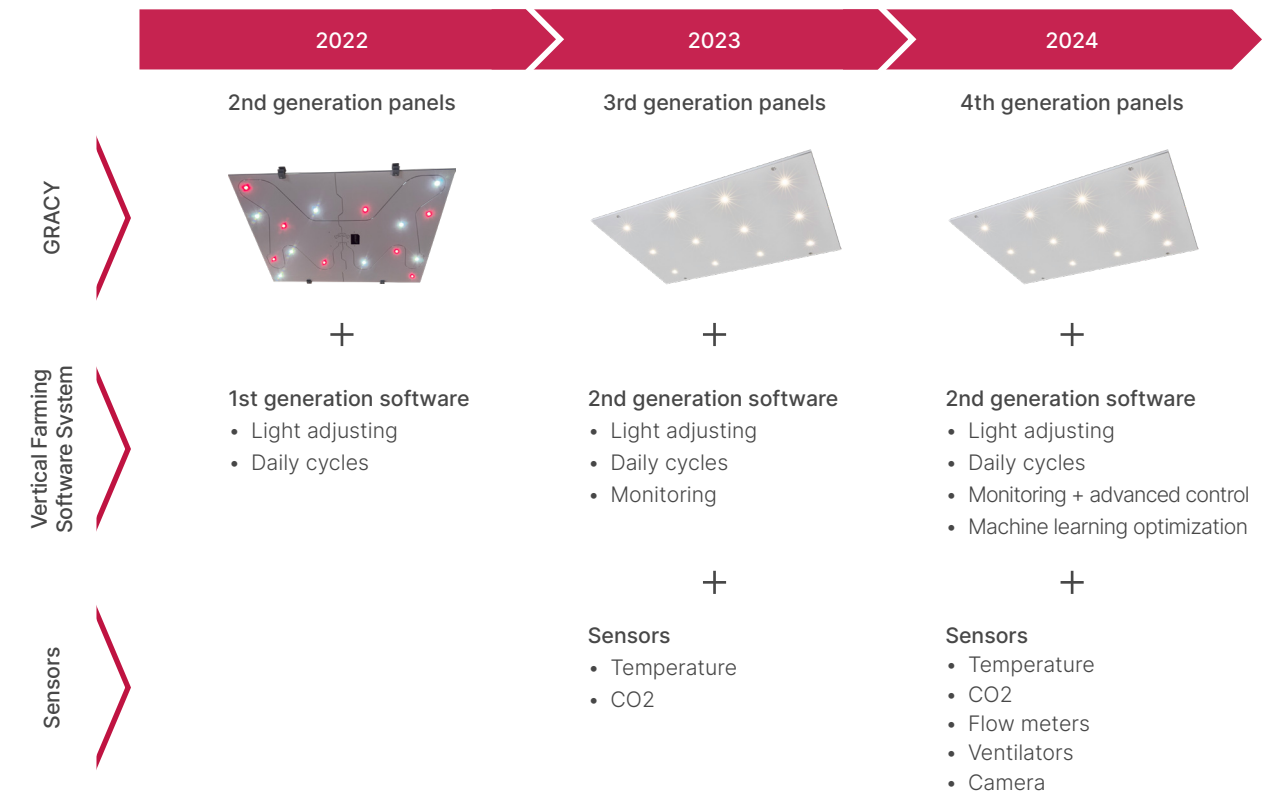 2022
2023
2024
2nd generation panels
3rd generation panels
4th generation panels
GRACY
+
+
+
Vertical Farming
Software System
1st generation software
• Light adjusting
• Daily cycles
2nd generation software
• Light adjusting
• Daily cycles
• Monitoring
2nd generation software
• Light adjusting
• Daily cycles
• Monitoring + advanced control
• Machine learning optimization
+
+
Sensors
Sensors
• Temperature
• CO2
Sensors
• Temperature
• CO2
• Flow meters
• Ventilators
• Camera